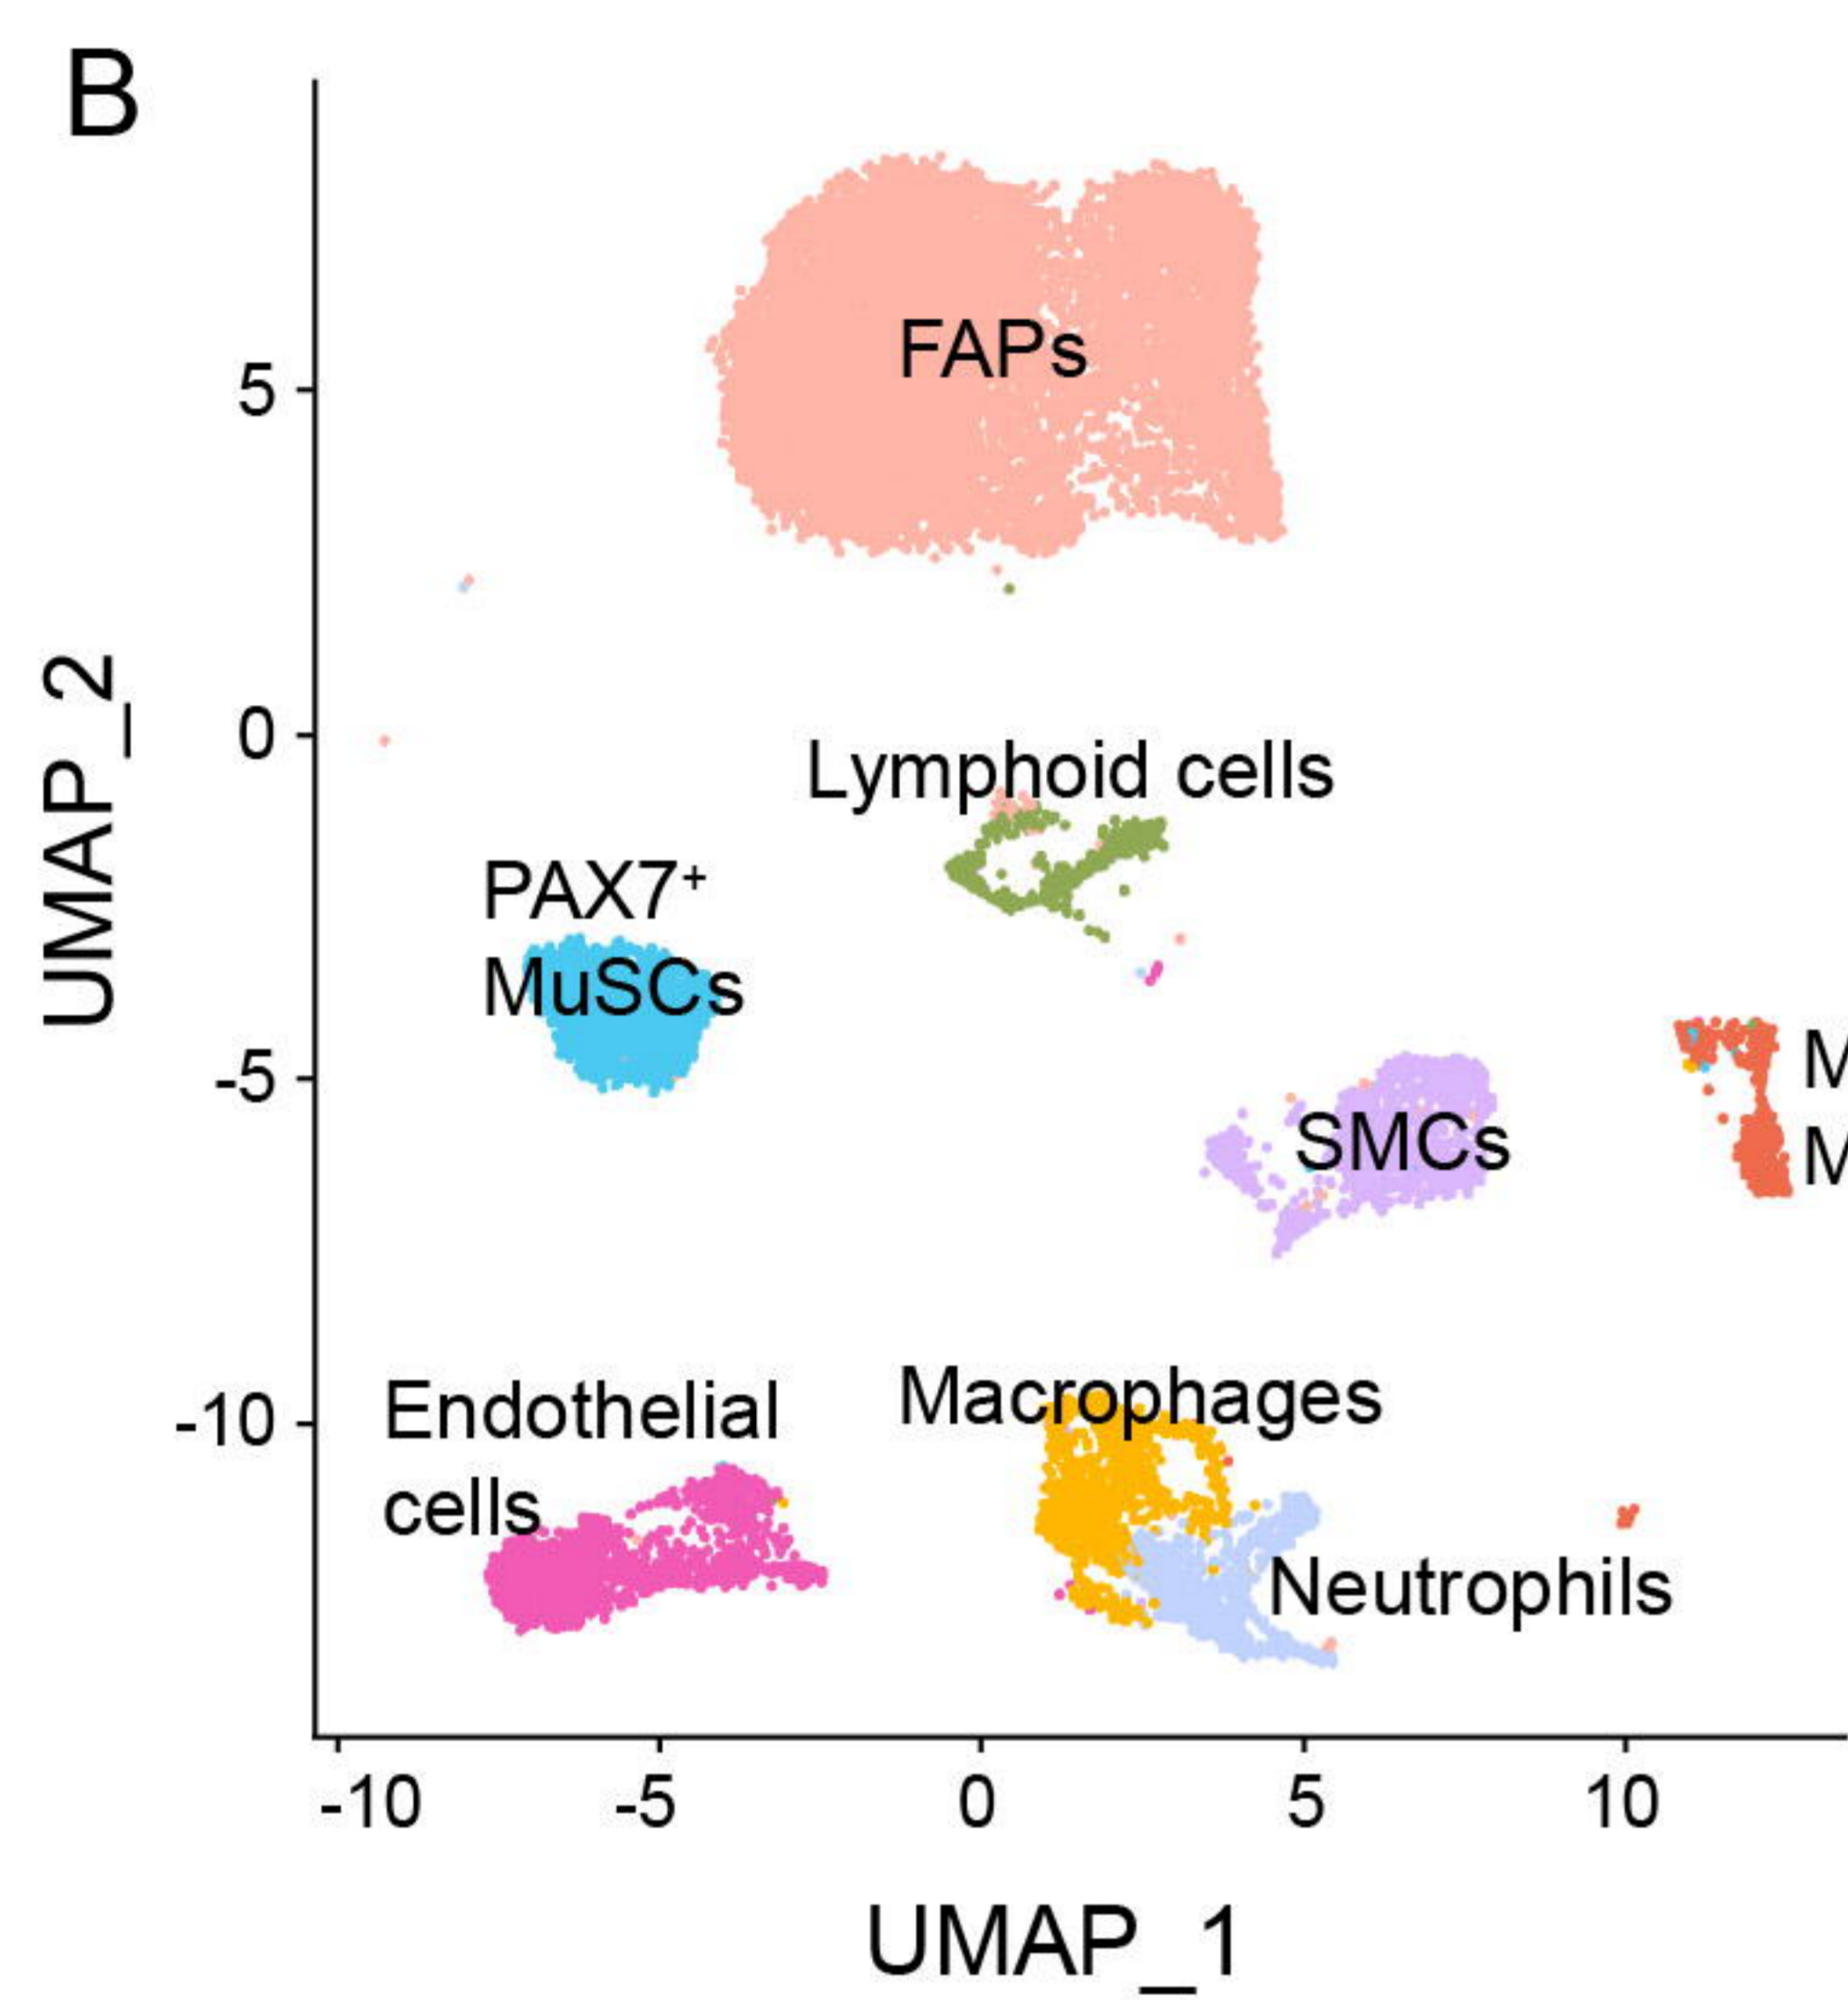 B
FAPs
5
UMAP_2
0
Lymphoid cells
PAX7⁺
MuSCs
-5
M
SMCs
M
Macrophages
-10
Endothelial
cells
Neutrophils
-10 -5 0 5 10
UMAP_1